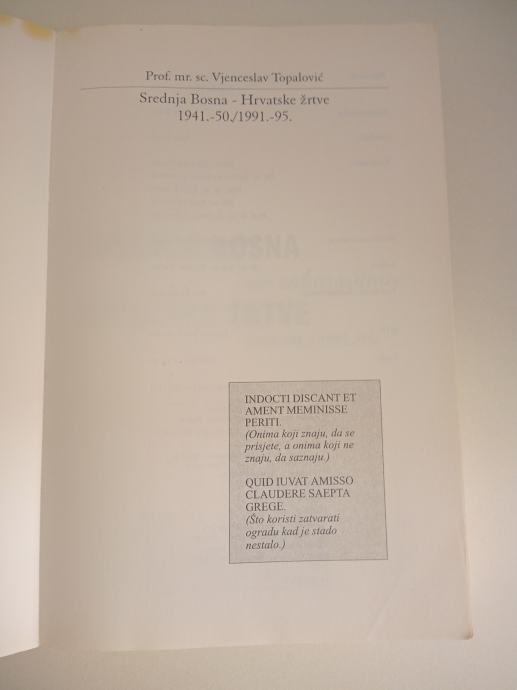 Prof. mr. sc. Vjenceslav Topalović
Srednja Bosna - Hrvatske žrtve
1941.-50./1991.-95.
BOSNA
ŽRTVE
INDOCTI DISCANT ET
AMENT MEMINISSE
PERITI.
(Onima koji znaju, da se
prisjete, a onima koji ne
znaju, da saznaju.)
QUID IUVAT AMISSO
CLAUDERE SAEPTA
GREGE.
(Što koristi zatvarati
ogradu kad je stado
nestalo.)